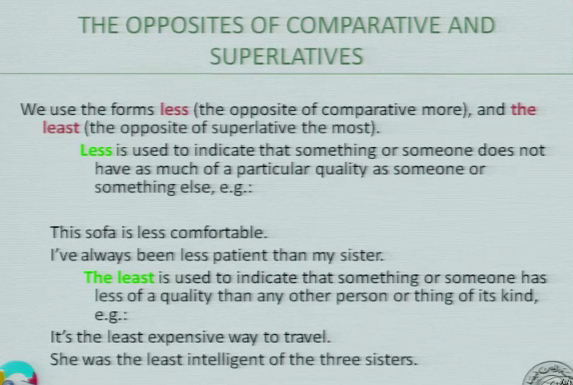 THE OPPOSITES OF COMPARATIVE AND
SUPERLATIVES
We use the forms less (the opposite of comparative more), and the
least (the opposite of superlative the most).
Less is used to indicate that something or someone does not
have as much of a particular quality as someone or
something else, e.g.:
This sofa is less comfortable.
I've always been less patient than my sister.
The least is used to indicate that something or someone has
less of a quality than any other person or thing of its kind,
e.g.:
It's the least expensive way to travel.
She was the least intelligent of the three sisters.